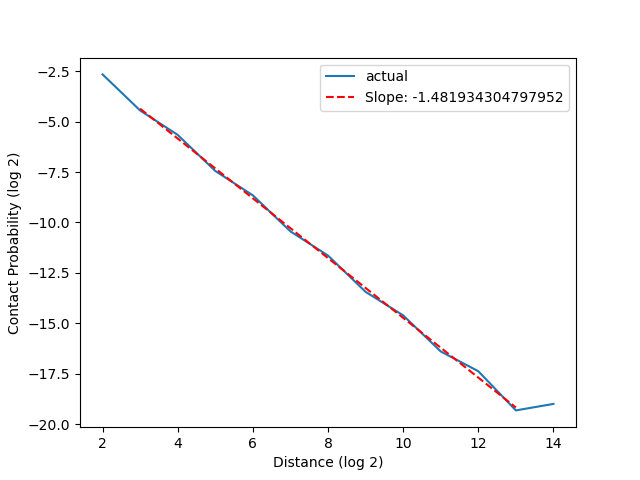 actual
Slope: -1.481934304797952
−2.5
−5.0
−7.5
−10.0
−12.5
−15.0
−17.5
−20.0
Contact Probability (log 2)
2 4 6 8 10 12 14
Distance (log 2)